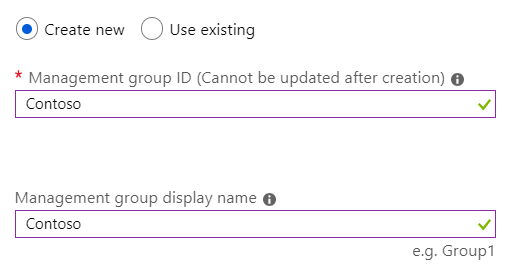 Create new Use existing
* Management group ID (Cannot be updated after creation)
Contoso
Management group display name
Contoso
e.g. Group1